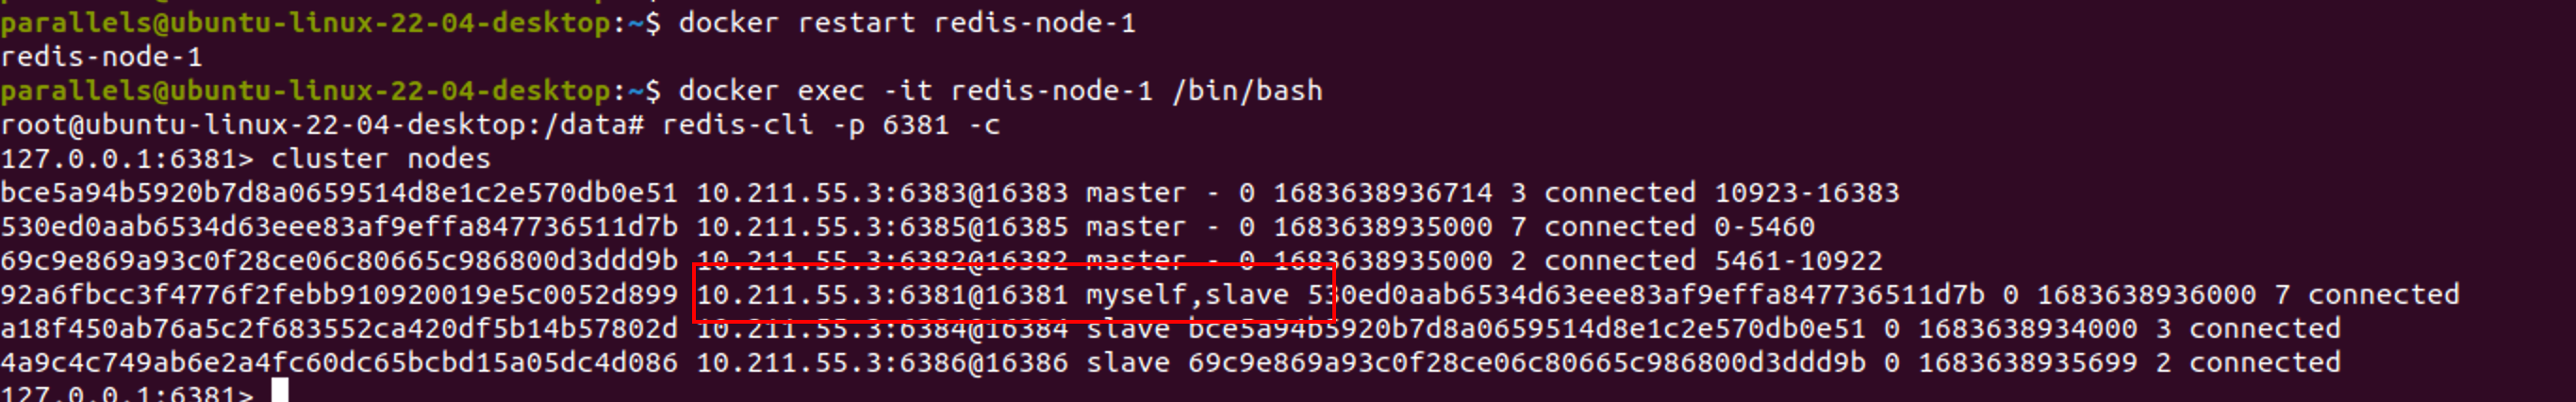 parallels@ubuntu-linux-22-04-desktop:~$ docker restart redis-node-1
redis-node-1
parallels@ubuntu-linux-22-04-desktop:~$ docker exec -it redis-node-1 /bin/bash
root@ubuntu-linux-22-04-desktop:/data# redis-cli -p 6381 -c
127.0.0.1:6381> cluster nodes
bce5a94b5920b7d8a0659514d8e1c2e570db0e51 10.211.55.3:6383@16383 master - 0 1683638936714 3 connected 10923-16383
530ed0aab6534d63eee83af9effa847736511d7b 10.211.55.3:6385@16385 master - 0 1683638935000 7 connected 0-5460
69c9e869a93c0f28ce06c80665c986800d3ddd9b 10.211.55.3:6382@16382 master - 0 1683638935000 2 connected 5461-10922
92a6fbcc3f4776f2febb910920019e5c0052d899 10.211.55.3:6381@16381 myself,slave 530ed0aab6534d63eee83af9effa847736511d7b 0 1683638936000 7 connected
a18f450ab76a5c2f683552ca420df5b14b57802d 10.211.55.3:6384@16384 slave bce5a94b5920b7d8a0659514d8e1c2e570db0e51 0 1683638934000 3 connected
4a9c4c749ab6e2a4fc60dc65bcbd15a05dc4d086 10.211.55.3:6386@16386 slave 69c9e869a93c0f28ce06c80665c986800d3ddd9b 0 1683638935699 2 connected
127.0.0.1:6381>